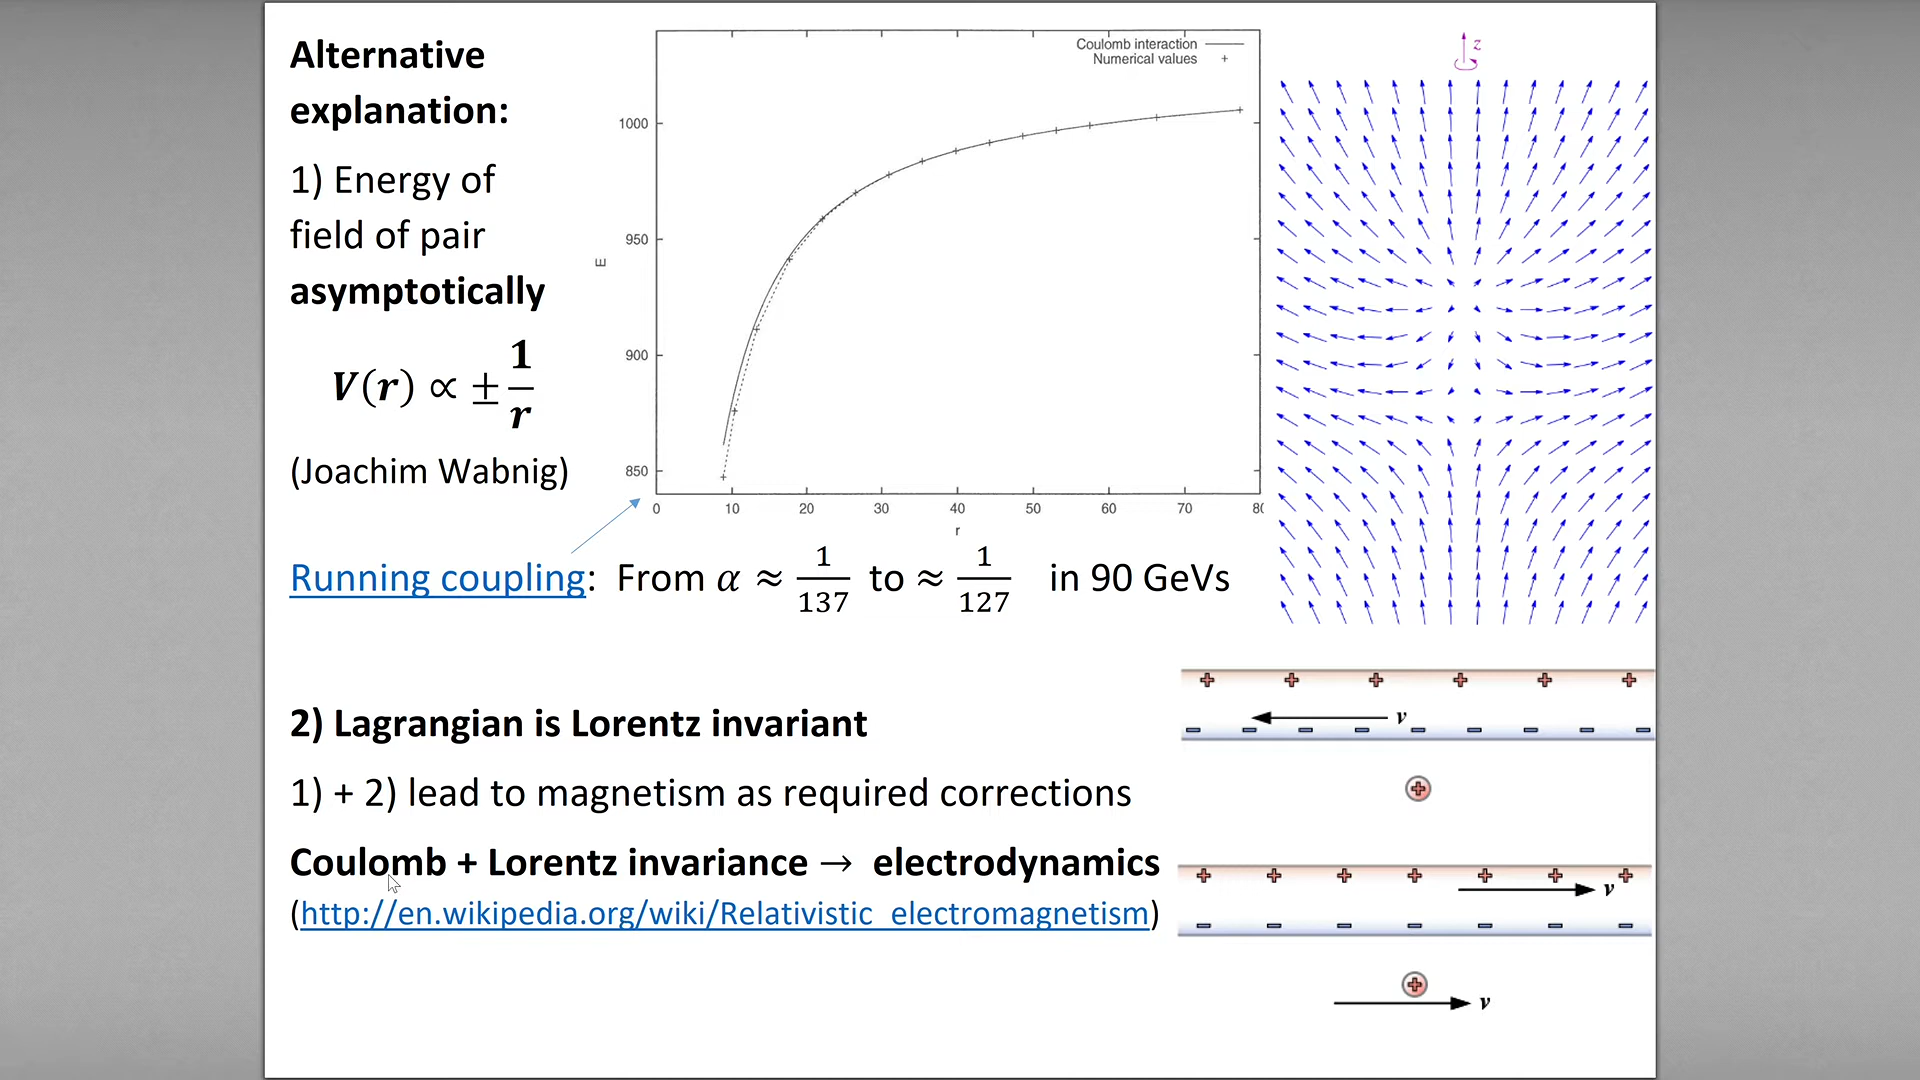 Alternative
explanation:
1) Energy of
field of pair
asymptotically
V(r) ∝ ± 1/r
(Joachim Wabnig)
Coulomb interaction
Numerical values
1000
950
900
850
E
0 10 20 30 40 50 60 70 80
r
z
Running coupling: From α ≈ 1/137 to ≈ 1/127 in 90 GeVs
2) Lagrangian is Lorentz invariant
1) + 2) lead to magnetism as required corrections
Coulomb + Lorentz invariance → electrodynamics
(http://en.wikipedia.org/wiki/Relativistic_electromagnetism)
+ + + + + +
v
− − − − − − − − −
+
+ + + + + + +
v
− − − − − − −
+
v